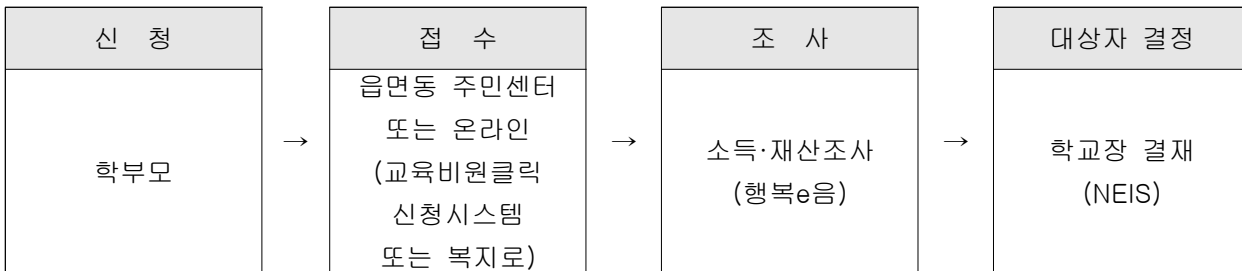 신 청
학부모
→
접 수
읍면동 주민센터
또는 온라인
(교육비원클릭
신청시스템
또는 복지로)
→
조 사
소득·재산조사
(행복e음)
→
대상자 결정
학교장 결재
(NEIS)